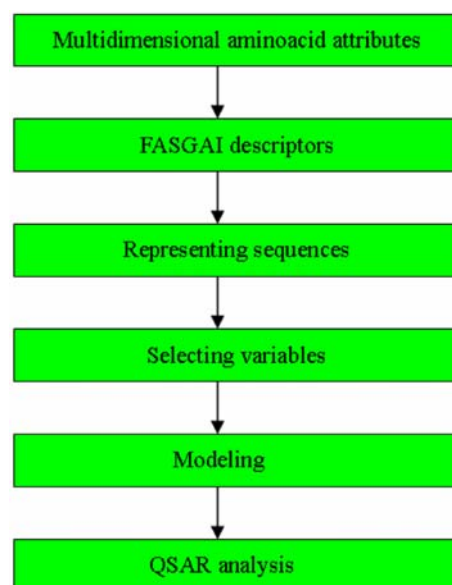 Multidimensional aminoacid attributes
FASGAI descriptors
Representing sequences
Selecting variables
Modeling
QSAR analysis